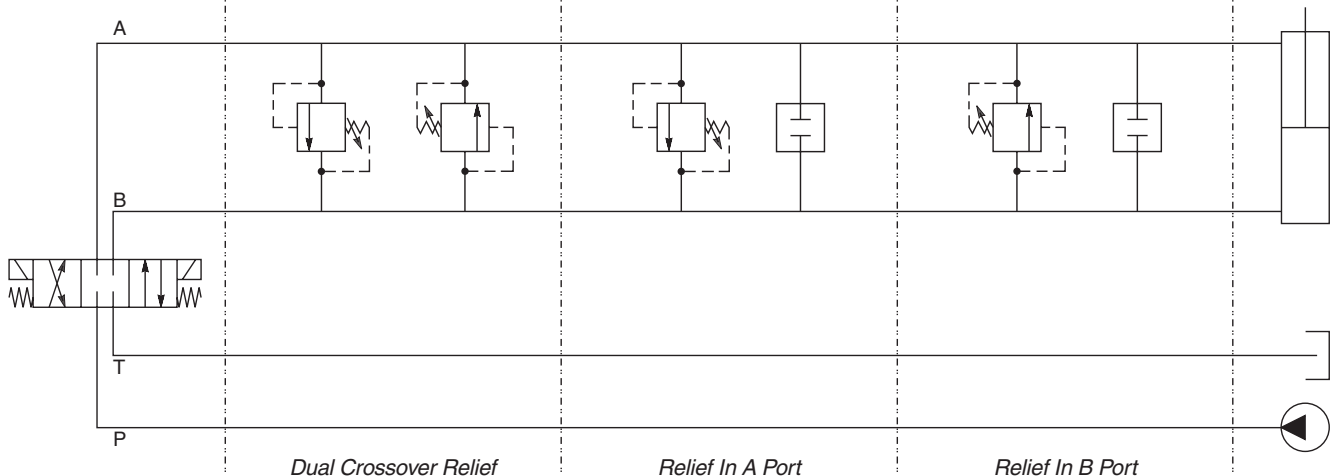 A
B
T
P
Dual Crossover Relief
Relief In A Port
Relief In B Port